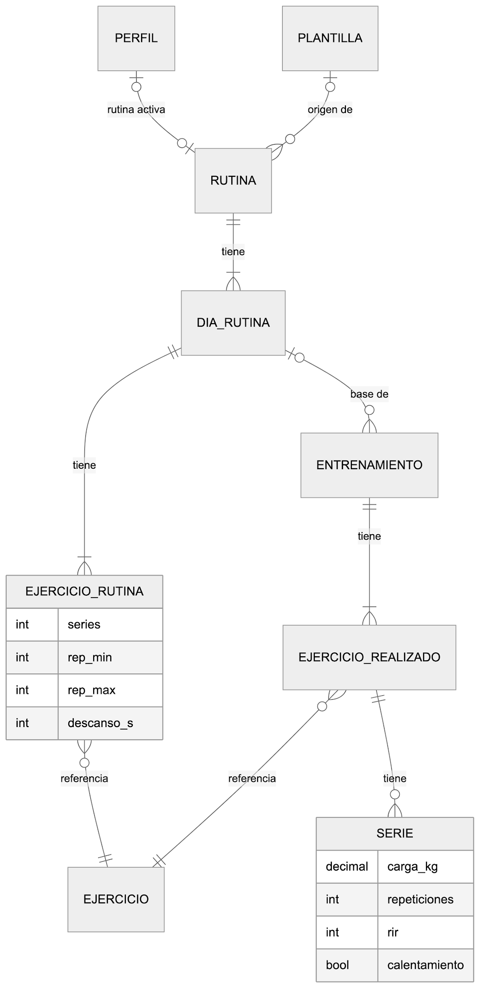 PERFIL
PLANTILLA
rutina activa
origen de
RUTINA
tiene
DIA_RUTINA
base de
tiene
ENTRENAMIENTO
tiene
EJERCICIO_RUTINA
int series
int rep_min
int rep_max
int descanso_s
EJERCICIO_REALIZADO
referencia
referencia
tiene
EJERCICIO
SERIE
decimal carga_kg
int repeticiones
int rir
bool calentamiento